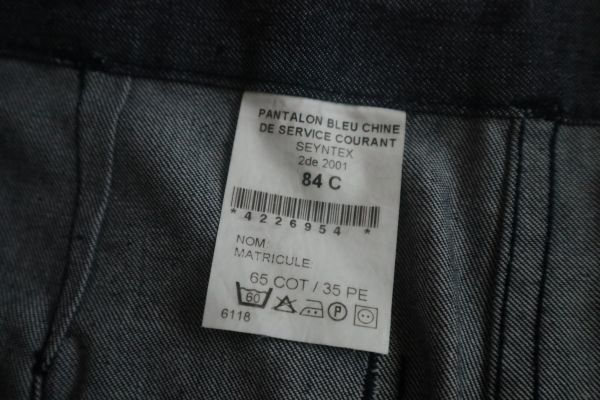 PANTALON BLEU CHINE
DE SERVICE COURANT
SEYNTEX
2de 2001
84 C
*4226954*
NOM:
MATRICULE:
65 COT / 35 PE
60 P
6118